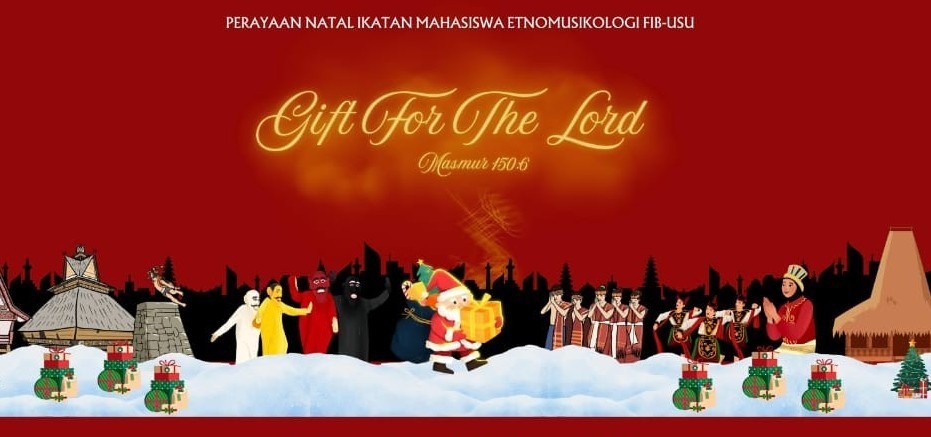 PERAYAAN NATAL IKATAN MAHASISWA ETNOMUSIKOLOGI FIB-USU
Gift For The Lord
Masmur 150:6